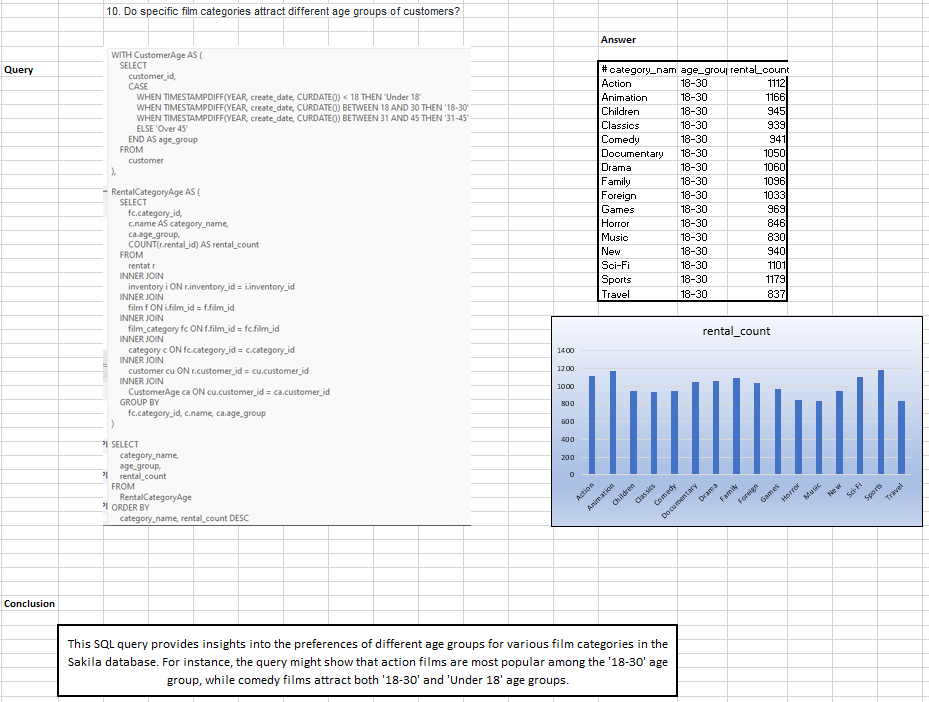 10. Do specific film categories attract different age groups of customers?
Answer
Query
WITH CustomerAge AS (
SELECT
customer_id,
CASE
WHEN TIMESTAMPDIFF(YEAR, create_date, CURDATE()) < 18 THEN 'Under 18'
WHEN TIMESTAMPDIFF(YEAR, create_date, CURDATE()) BETWEEN 18 AND 30 THEN '18-30'
WHEN TIMESTAMPDIFF(YEAR, create_date, CURDATE()) BETWEEN 31 AND 45 THEN '31-45'
ELSE 'Over 45'
END AS age_group
FROM
customer
),
RentalCategoryAge AS (
SELECT
fc.category_id,
c.name AS category_name,
ca.age_group,
COUNT(r.rental_id) AS rental_count
FROM
rentat r
INNER JOIN
inventory i ON r.inventory_id = i.inventory_id
INNER JOIN
film f ON i.film_id = f.film_id
INNER JOIN
film_category fc ON f.film_id = fc.film_id
INNER JOIN
category c ON fc.category_id = c.category_id
INNER JOIN
customer cu ON r.customer_id = cu.customer_id
INNER JOIN
CustomerAge ca ON cu.customer_id = ca.customer_id
GROUP BY
fc.category_id, c.name, ca.age_group
)
SELECT
category_name,
age_group,
rental_count
FROM
RentalCategoryAge
ORDER BY
category_name, rental_count DESC
# category_nam age_grou rental_count
Action 18-30 1112
Animation 18-30 1166
Children 18-30 945
Classics 18-30 939
Comedy 18-30 941
Documentary 18-30 1050
Drama 18-30 1060
Family 18-30 1096
Foreign 18-30 1033
Games 18-30 969
Horror 18-30 846
Music 18-30 830
New 18-30 940
Sci-Fi 18-30 1101
Sports 18-30 1179
Travel 18-30 837
rental_count
1400
1200
1000
800
600
400
200
0
Action Animation Children Classics Comedy Documentary Drama Family Foreign Games Horror Music New Sci-Fi Sports Travel
Conclusion
This SQL query provides insights into the preferences of different age groups for various film categories in the
Sakila database. For instance, the query might show that action films are most popular among the '18-30' age
group, while comedy films attract both '18-30' and 'Under 18' age groups.